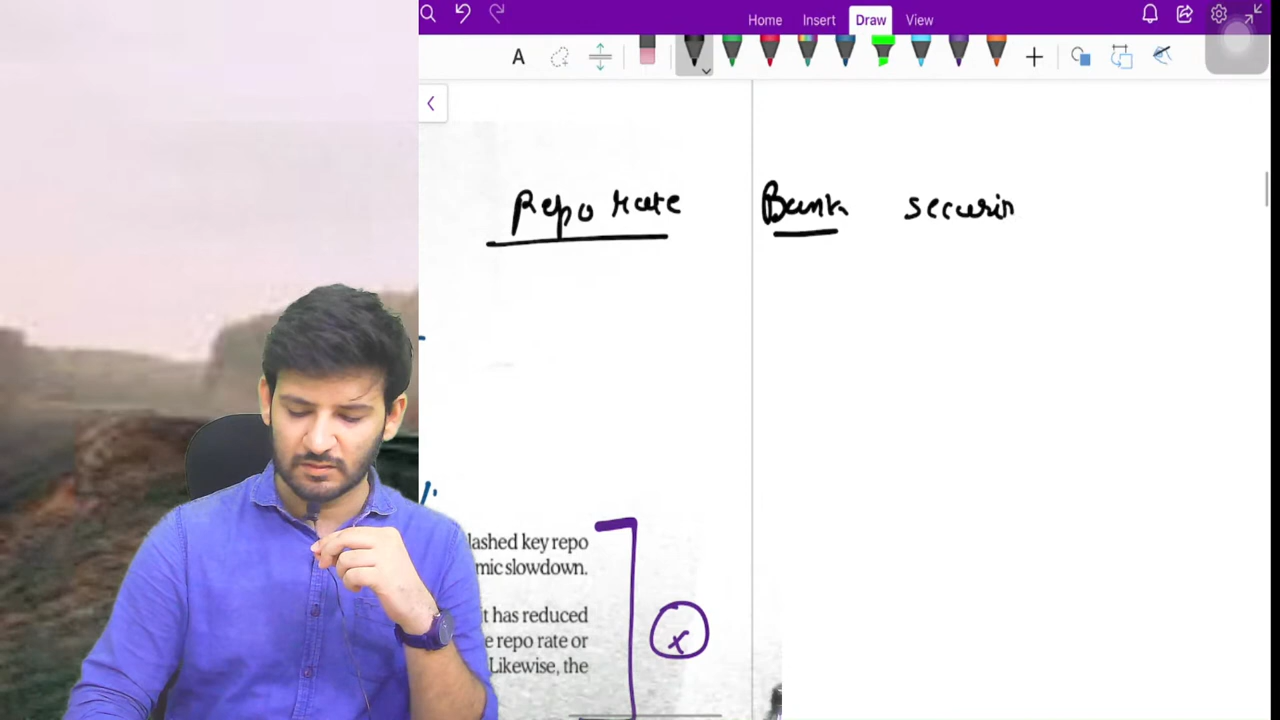 Home Insert Draw View
A
Repo rate Bank securin
lashed key repo
mic slowdown.
it has reduced
e repo rate or
Likewise, the
x